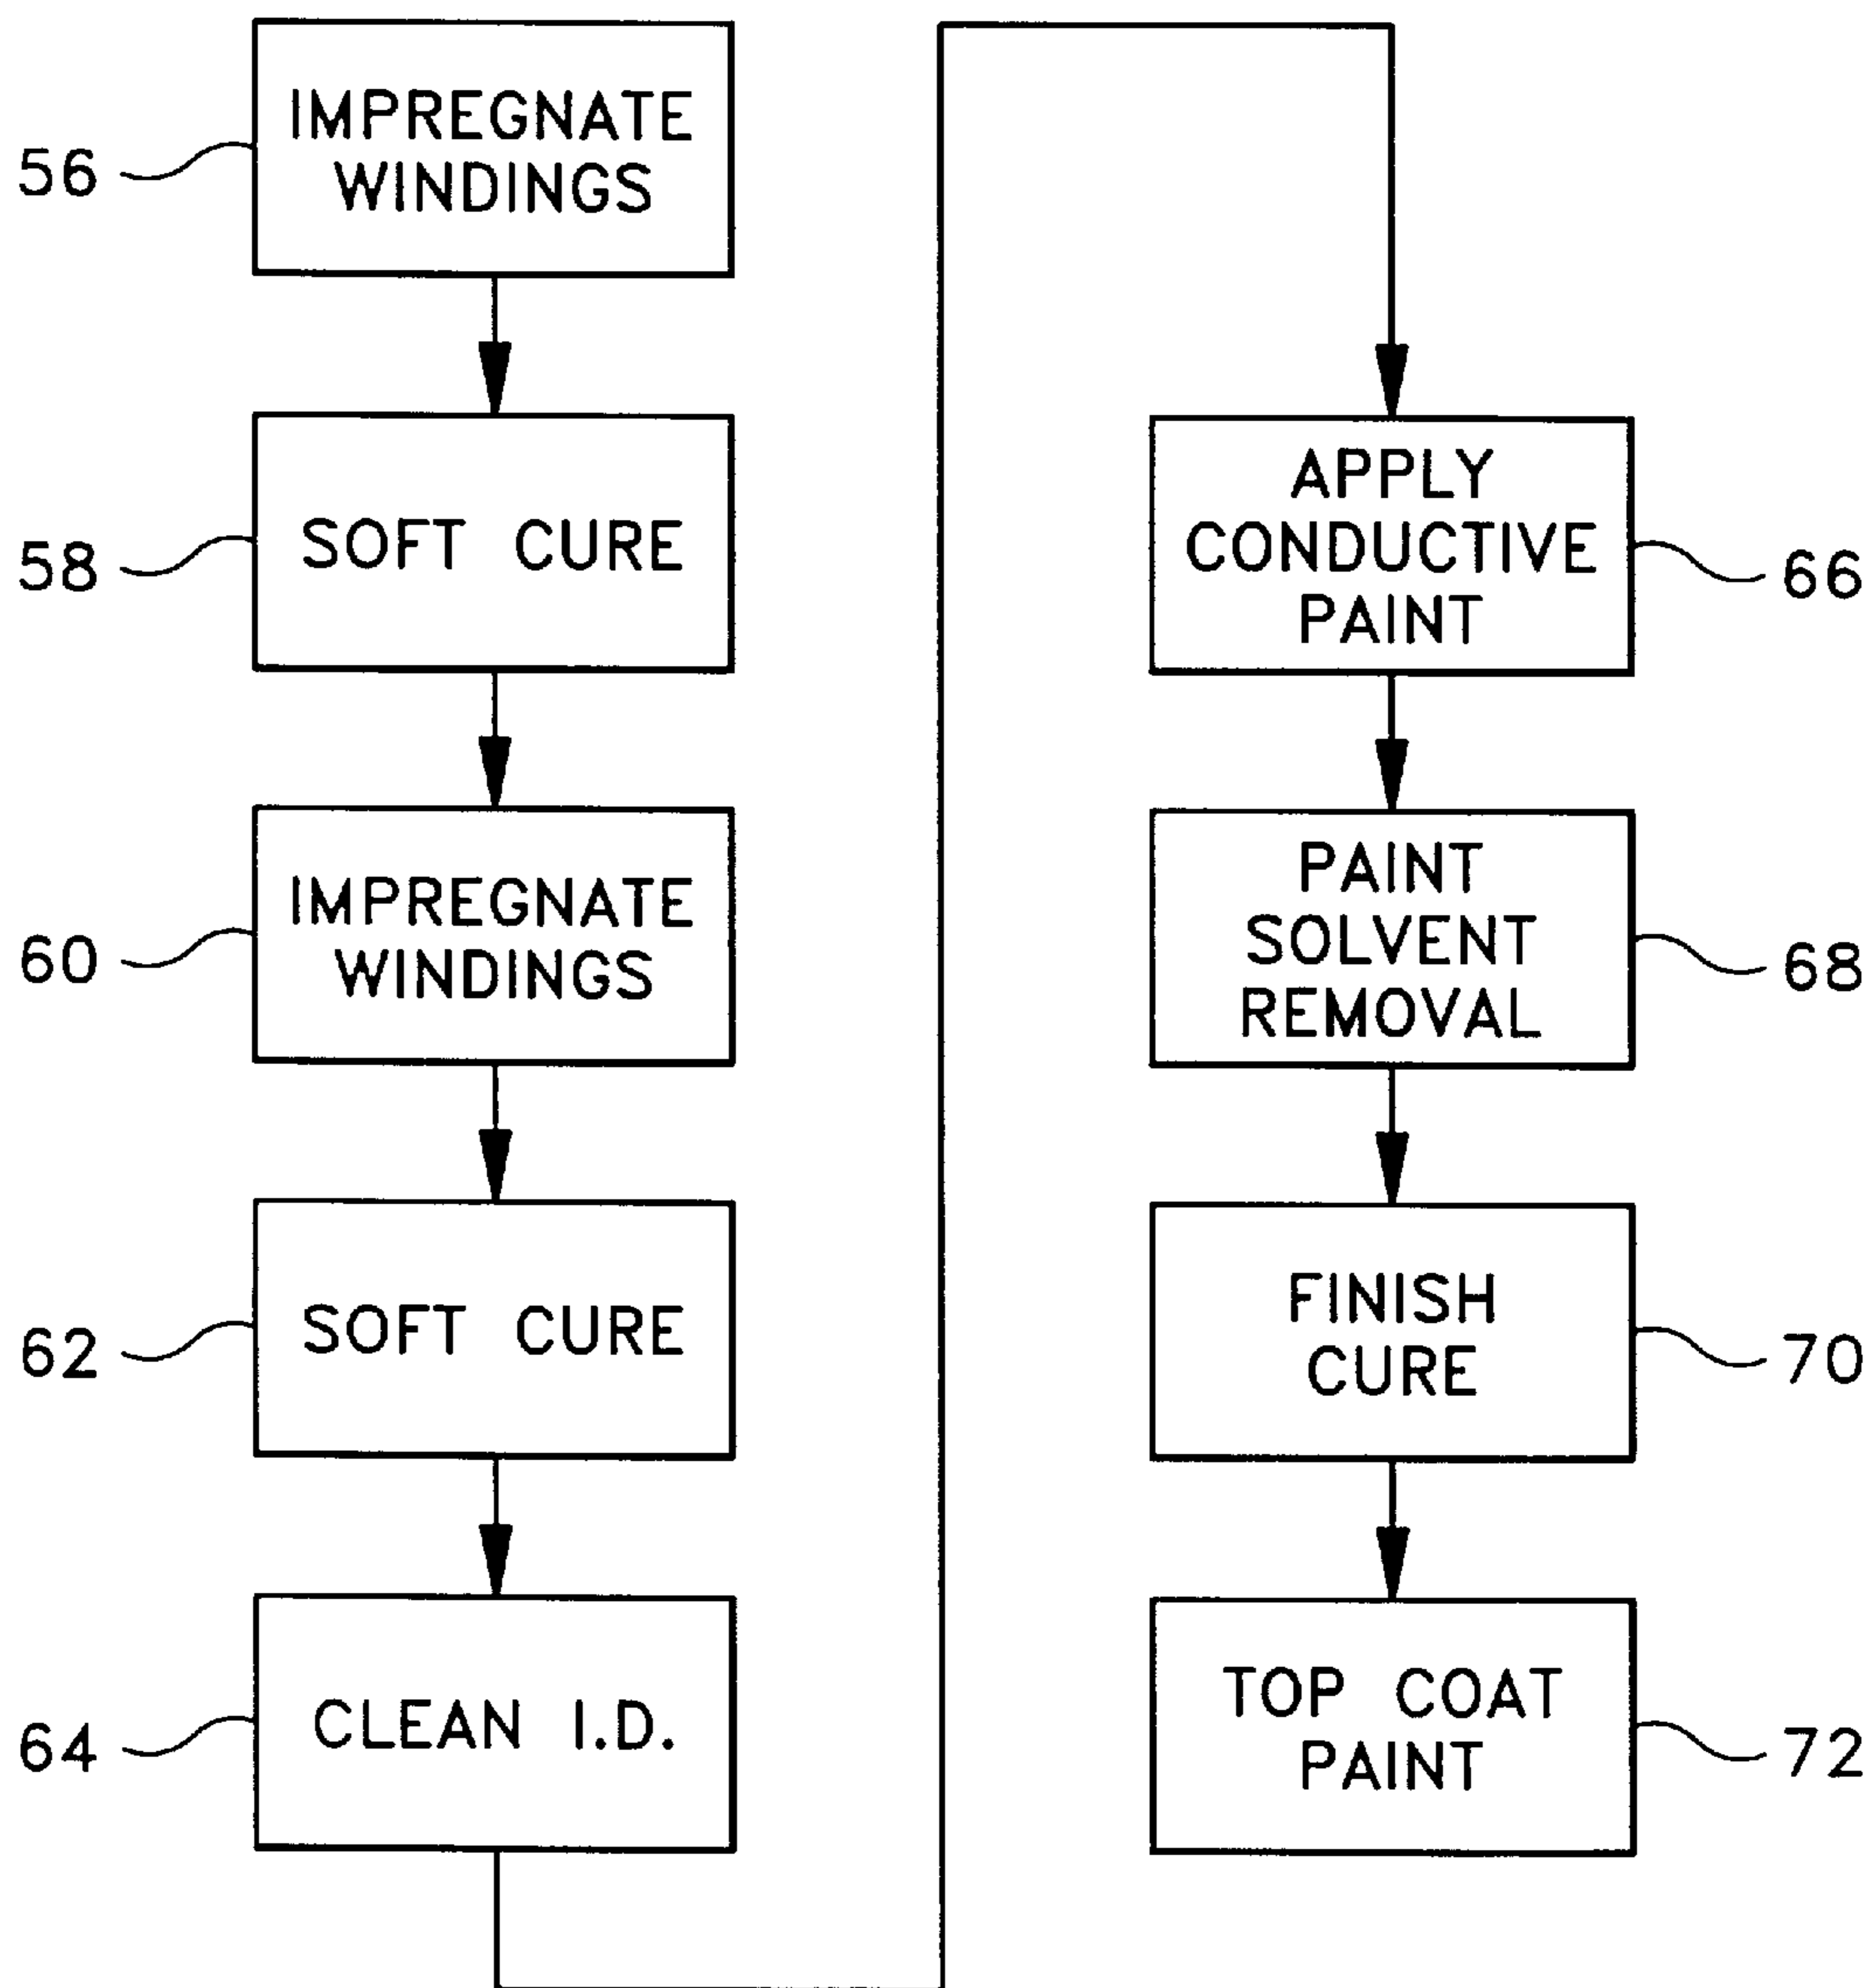 IMPREGNATE
WINDINGS
56
SOFT CURE
58
IMPREGNATE
WINDINGS
60
SOFT CURE
62
CLEAN I.D.
64
APPLY
CONDUCTIVE
PAINT
66
PAINT
SOLVENT
REMOVAL
68
FINISH
CURE
70
TOP COAT
PAINT
72